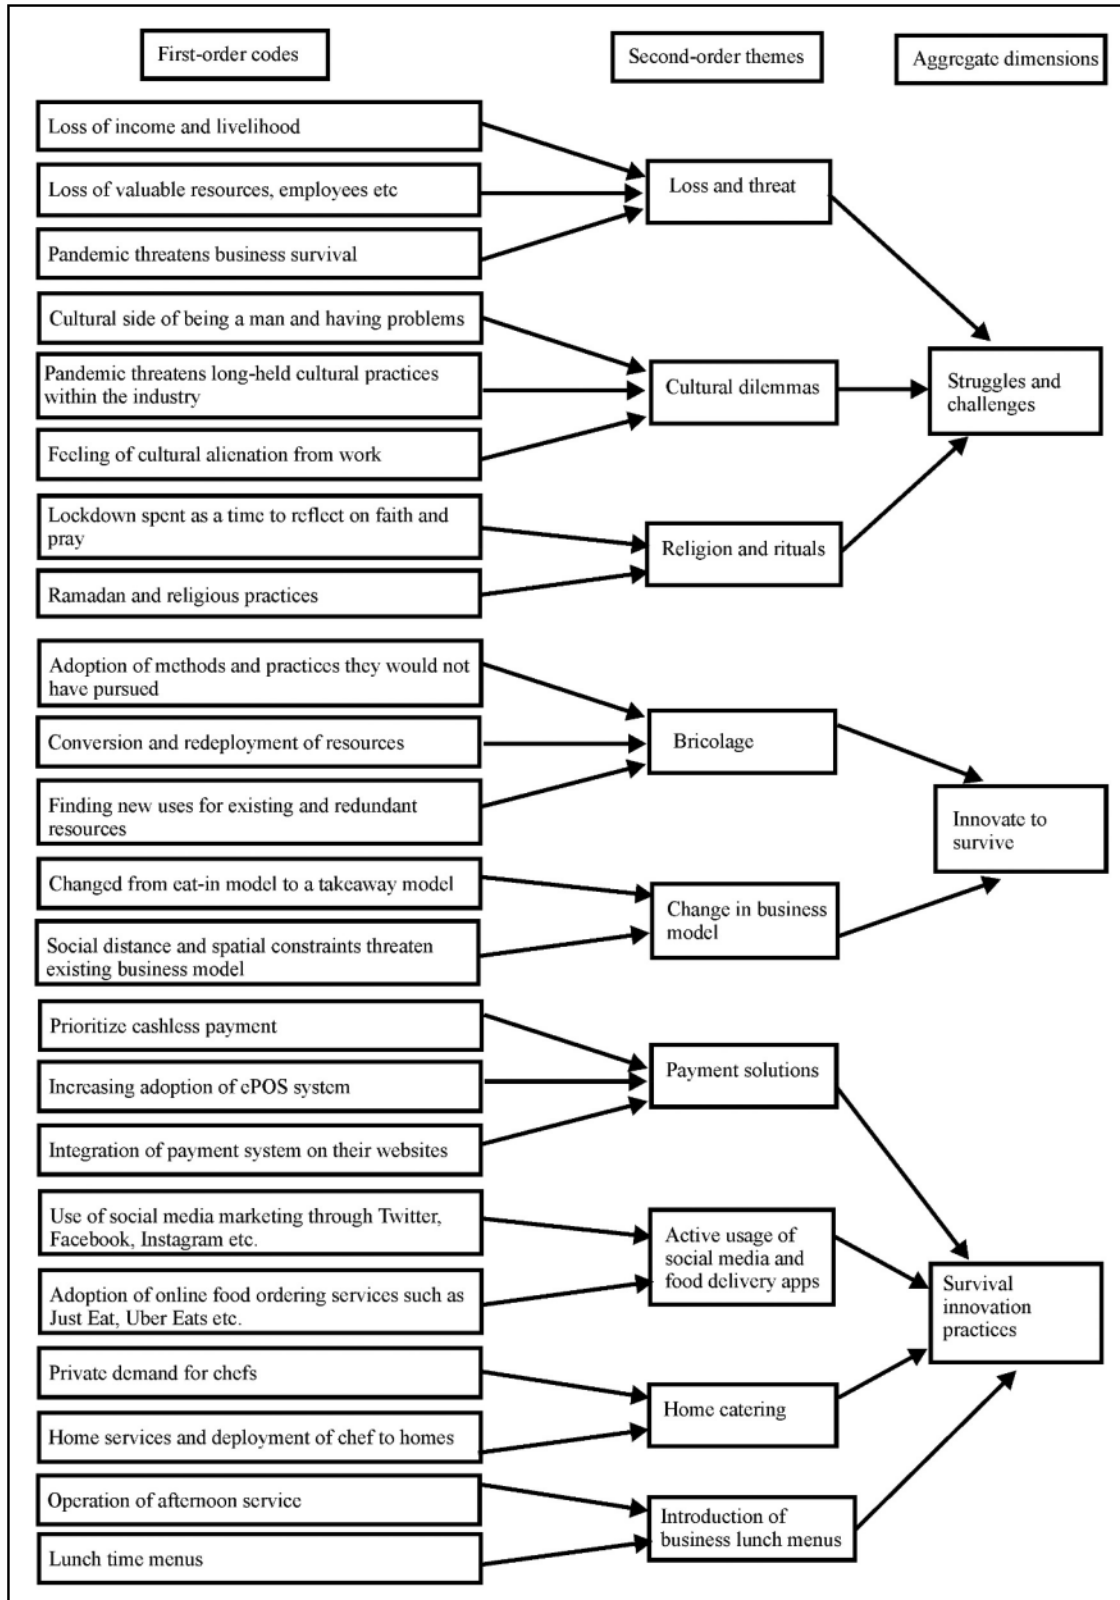 First-order codes
Second-order themes
Aggregate dimensions
Loss of income and livelihood
Loss of valuable resources, employees etc
Pandemic threatens business survival
Loss and threat
Cultural side of being a man and having problems
Pandemic threatens long-held cultural practices
within the industry
Feeling of cultural alienation from work
Cultural dilemmas
Lockdown spent as a time to reflect on faith and
pray
Ramadan and religious practices
Religion and rituals
Struggles and
challenges
Adoption of methods and practices they would not
have pursued
Conversion and redeployment of resources
Finding new uses for existing and redundant
resources
Bricolage
Changed from eat-in model to a takeaway model
Social distance and spatial constraints threaten
existing business model
Change in business
model
Innovate to
survive
Prioritize cashless payment
Increasing adoption of ePOS system
Integration of payment system on their websites
Payment solutions
Use of social media marketing through Twitter,
Facebook, Instagram etc.
Adoption of online food ordering services such as
Just Eat, Uber Eats etc.
Active usage of
social media and
food delivery apps
Private demand for chefs
Home services and deployment of chef to homes
Home catering
Operation of afternoon service
Lunch time menus
Introduction of
business lunch menus
Survival
innovation
practices